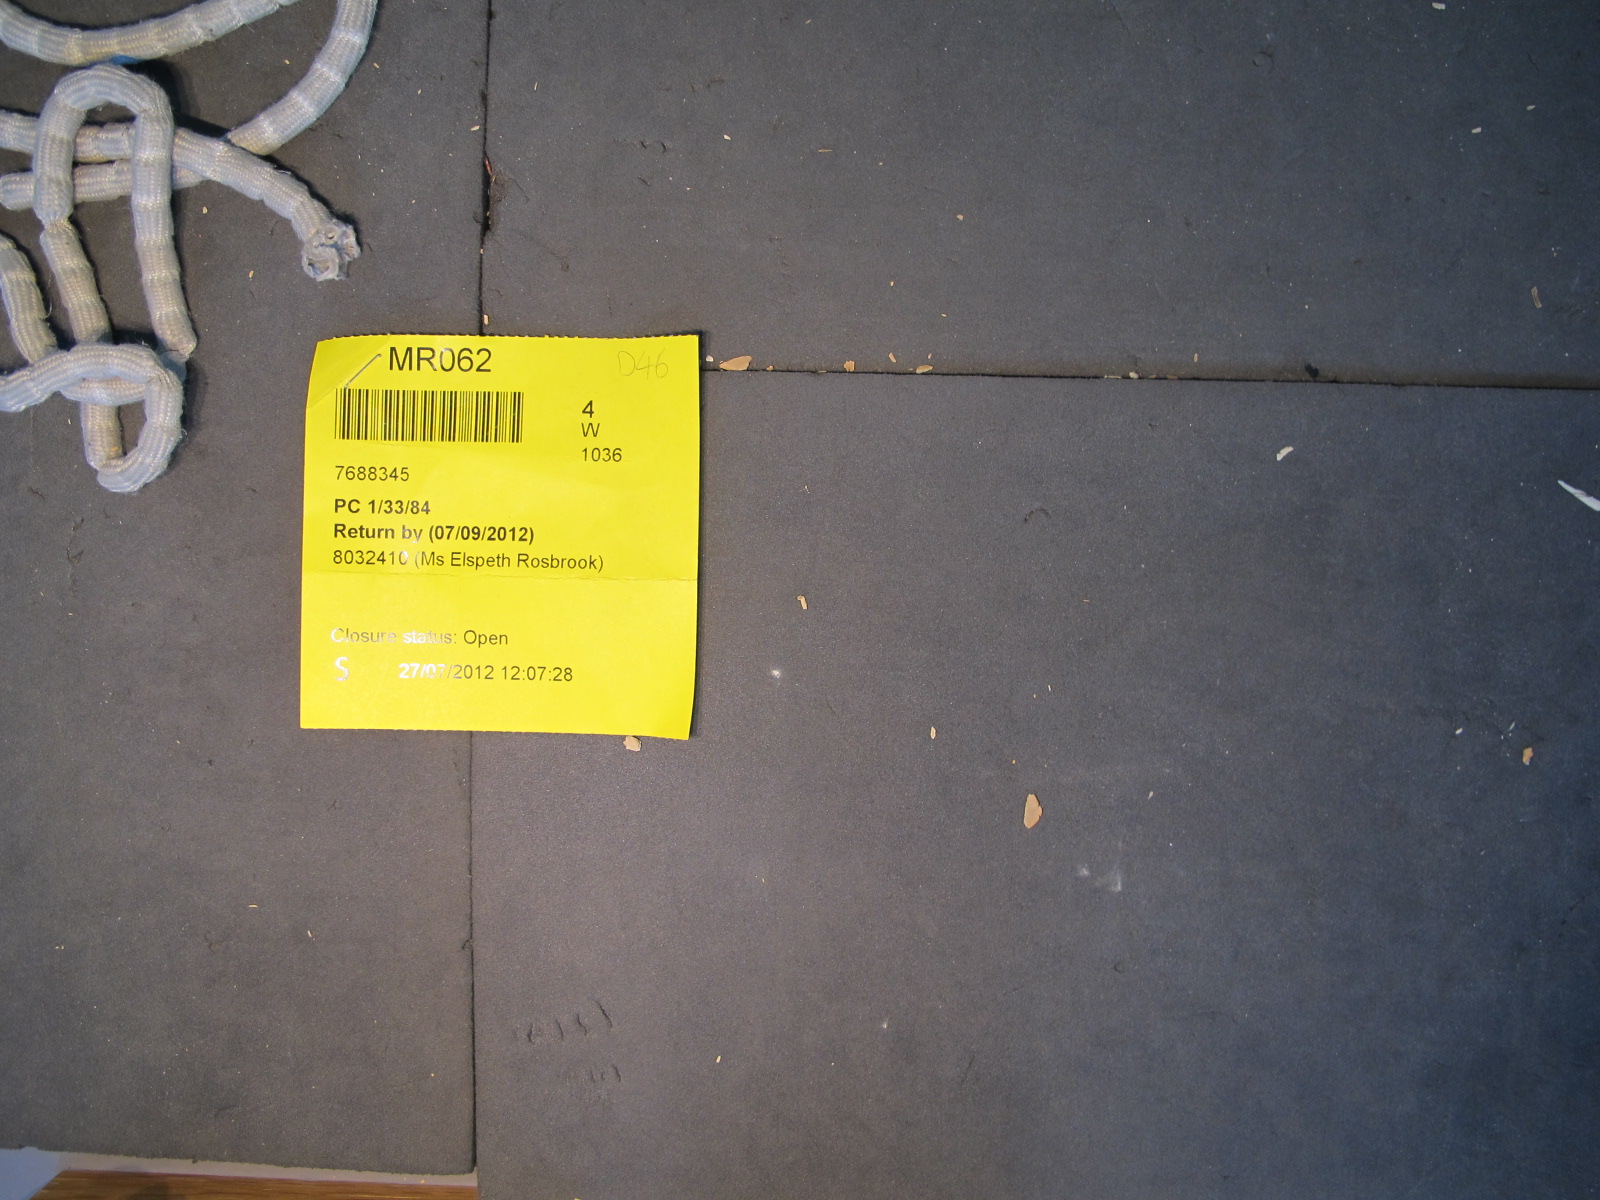 MR062 D46
4
W
1036
7688345
PC 1/33/84
Return by (07/09/2012)
8032410 (Ms Elspeth Rosbrook)
Closure status: Open
S 27/07/2012 12:07:28